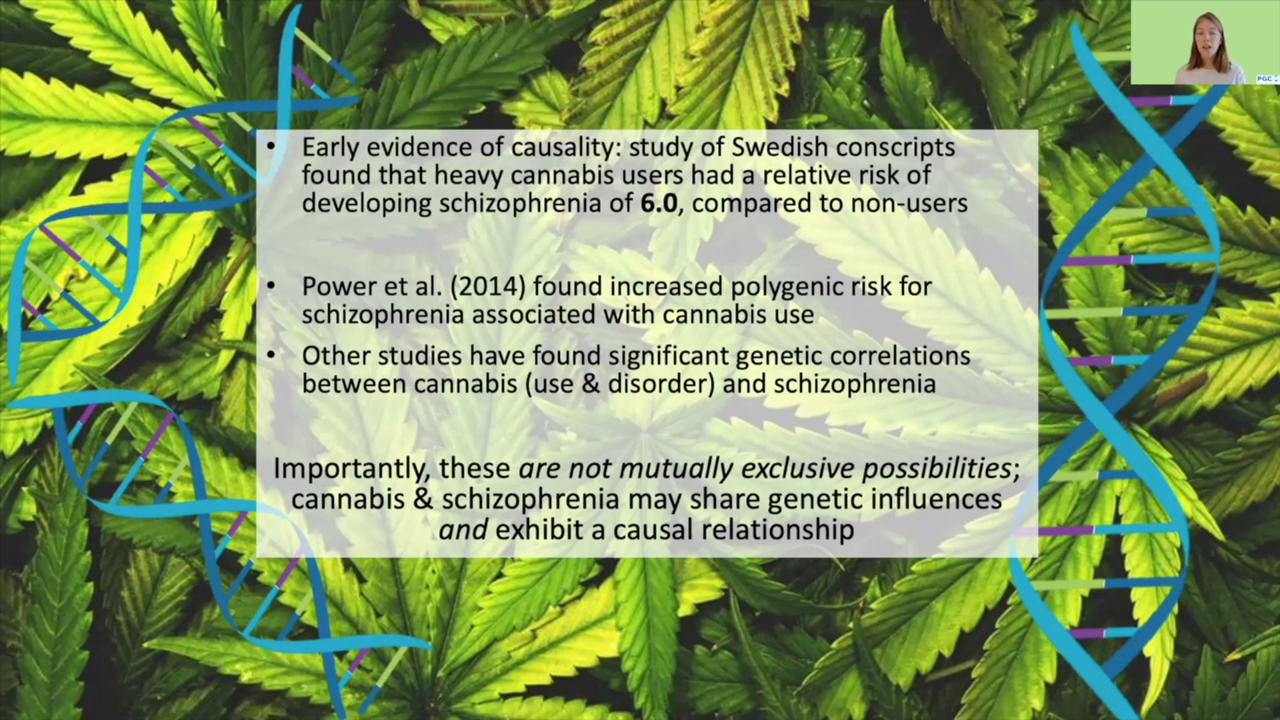 • Early evidence of causality: study of Swedish conscripts
found that heavy cannabis users had a relative risk of
developing schizophrenia of 6.0, compared to non-users
• Power et al. (2014) found increased polygenic risk for
schizophrenia associated with cannabis use
• Other studies have found significant genetic correlations
between cannabis (use & disorder) and schizophrenia
Importantly, these are not mutually exclusive possibilities;
cannabis & schizophrenia may share genetic influences
and exhibit a causal relationship
PGC